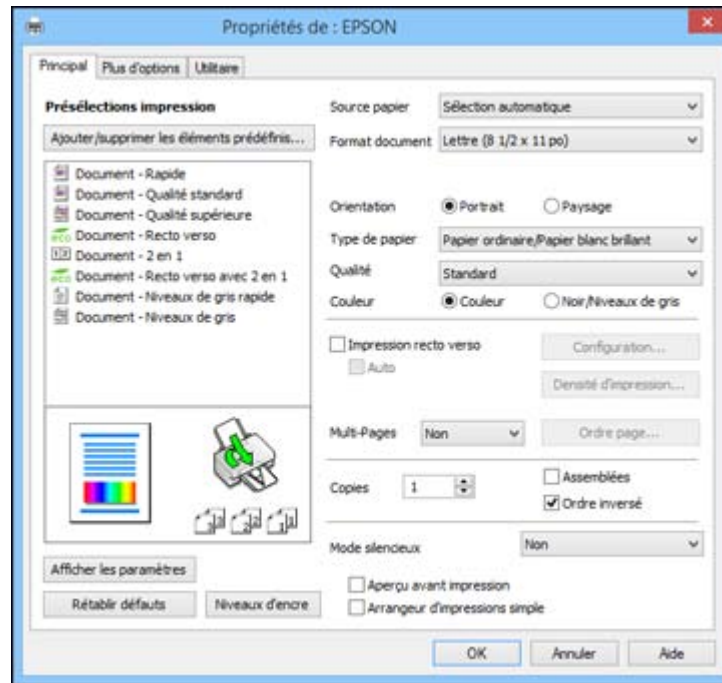 Propriétés de : EPSON
Principal Plus d'options Utilitaire
Présélections impression
Ajouter/supprimer les éléments prédéfinis...
Document - Rapide
Document - Qualité standard
Document - Qualité supérieure
Document - Recto verso
Document - 2 en 1
Document - Recto verso avec 2 en 1
Document - Niveaux de gris rapide
Document - Niveaux de gris
Afficher les paramètres
Rétablir défauts Niveaux d'encre
Source papier Sélection automatique
Format document Lettre (8 1/2 x 11 po)
Orientation Portrait Paysage
Type de papier Papier ordinaire/Papier blanc brillant
Qualité Standard
Couleur Couleur Noir/Niveaux de gris
Impression recto verso Configuration...
Auto
Densité d'impression...
Multi-Pages Non Ordre page...
Copies 1 Assemblées
Ordre inversé
Mode silencieux Non
Aperçu avant impression
Arrangeur d'impressions simple
OK Annuler Aide